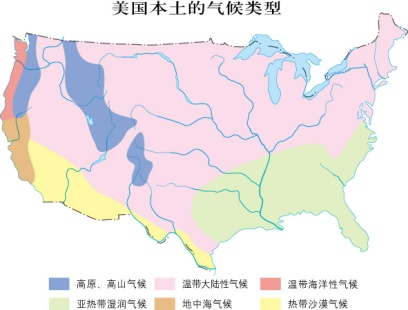 美国本土的气候类型
高原、高山气候 温带大陆性气候 温带海洋性气候
亚热带湿润气候 地中海气候 热带沙漠气候